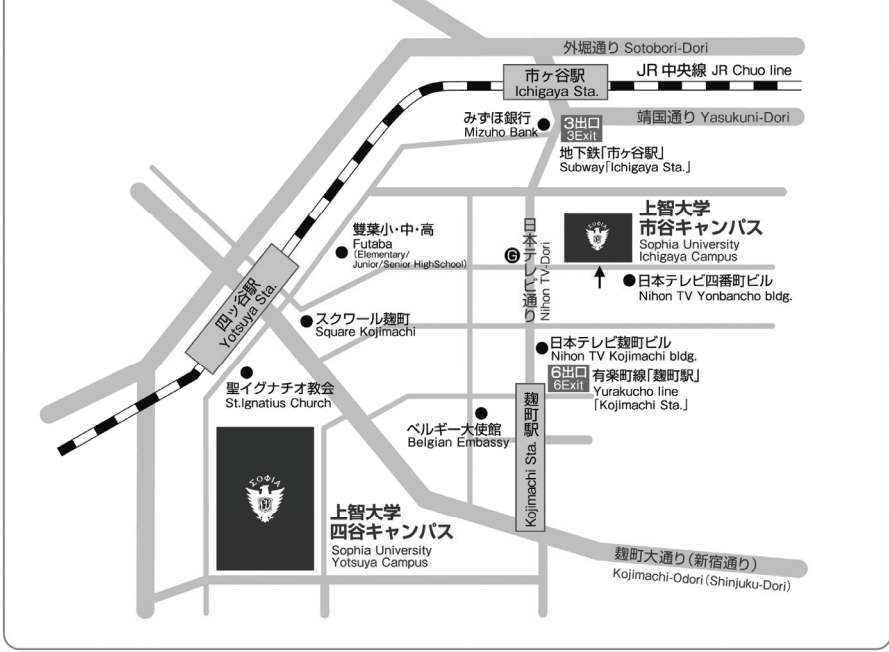 外堀通り Sotobori-Dori
市ヶ谷駅
Ichigaya Sta.
JR 中央線 JR Chuo line
みずほ銀行
Mizuho Bank
3出口
3Exit
靖国通り Yasukuni-Dori
地下鉄「市ヶ谷駅」
Subway「Ichigaya Sta.」
上智大学
市谷キャンパス
Sophia University
Ichigaya Campus
雙葉小・中・高
Futaba
(Elementary/
Junior/Senior HighSchool)
G
日本テレビ通り
Nihon TV-Dori
日本テレビ四番町ビル
Nihon TV Yonbancho bldg.
四ッ谷駅
Yotsuya Sta.
スクワール麹町
Square Kojimachi
日本テレビ麹町ビル
Nihon TV Kojimachi bldg.
6出口
6Exit
有楽町線「麹町駅」
Yurakucho line
「Kojimachi Sta.」
聖イグナチオ教会
St.Ignatius Church
ベルギー大使館
Belgian Embassy
麹町駅
Kojimachi Sta.
ΣΟΦΙΑ
上智大学
四谷キャンパス
Sophia University
Yotsuya Campus
麹町大通り(新宿通り)
Kojimachi-Odori(Shinjuku-Dori)